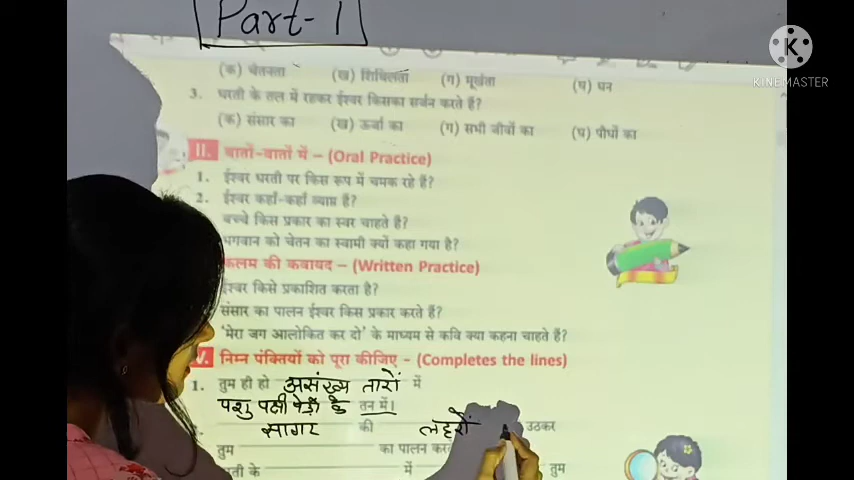 Part-1
K
KINEMASTER
(क) चेतनता (ख) शिथिलता (ग) मूर्खता (घ) धन
3. धरती के तल में रहकर ईश्वर किसका सर्जन करते हैं?
(क) संसार का (ख) ऊर्जा का (ग) सभी जीवों का (घ) पौधों का
II. बातों-बातों में – (Oral Practice)
1. ईश्वर धरती पर किस रूप में चमक रहे हैं?
2. ईश्वर कहाँ-कहाँ व्याप्त हैं?
बच्चे किस प्रकार का स्वर चाहते हैं?
भगवान को चेतन का स्वामी क्यों कहा गया है?
कलम की कवायद – (Written Practice)
ईश्वर किसे प्रकाशित करता है?
संसार का पालन ईश्वर किस प्रकार करते हैं?
'मेरा जग आलोकित कर दो' के माध्यम से कवि क्या कहना चाहते हैं?
V. निम्न पंक्तियों को पूरा कीजिए - (Completes the lines)
1. तुम ही हो असंख्य तारों में
पशु पक्षी पेड़ों के तन में।
सागर की लहरों उठकर
तुम का पालन कर
के में तुम